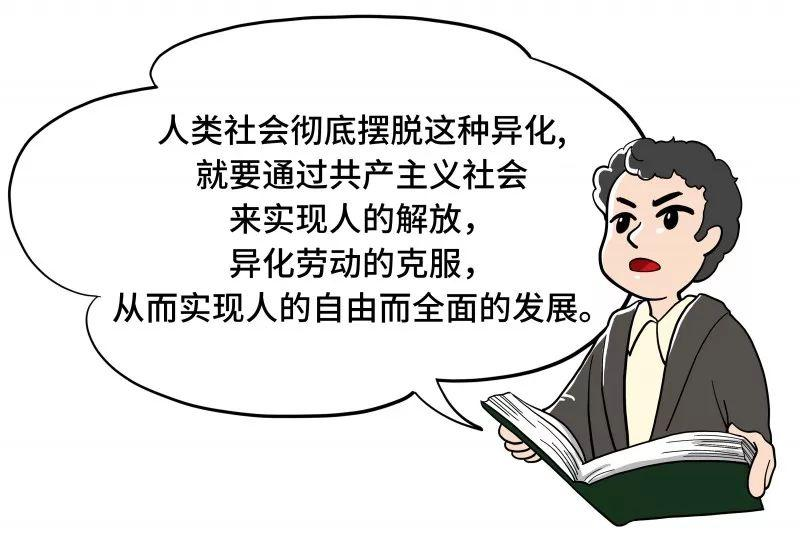 人类社会彻底摆脱这种异化,
就要通过共产主义社会
来实现人的解放，
异化劳动的克服，
从而实现人的自由而全面的发展。